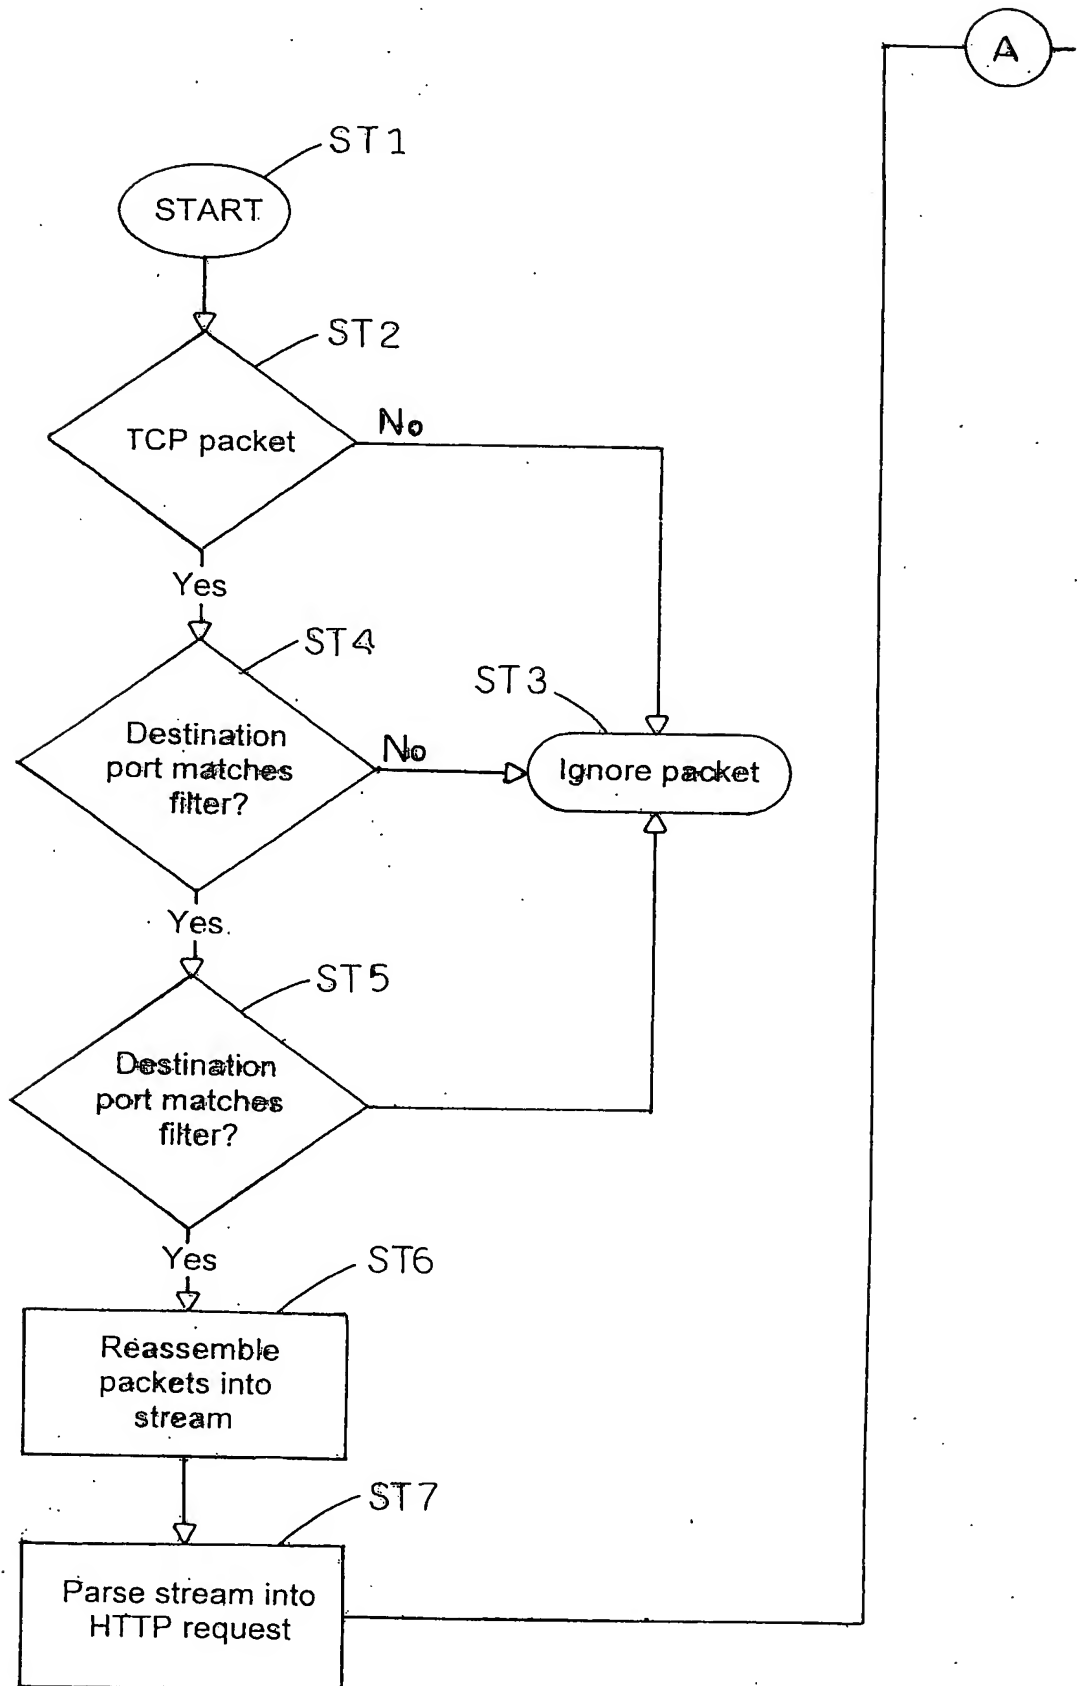 A
ST1
START
ST2
TCP packet
No
Yes
ST4
Destination
port matches
filter?
No
ST3
Ignore packet
Yes
ST5
Destination
port matches
filter?
Yes
ST6
Reassemble
packets into
stream
ST7
Parse stream into
HTTP request